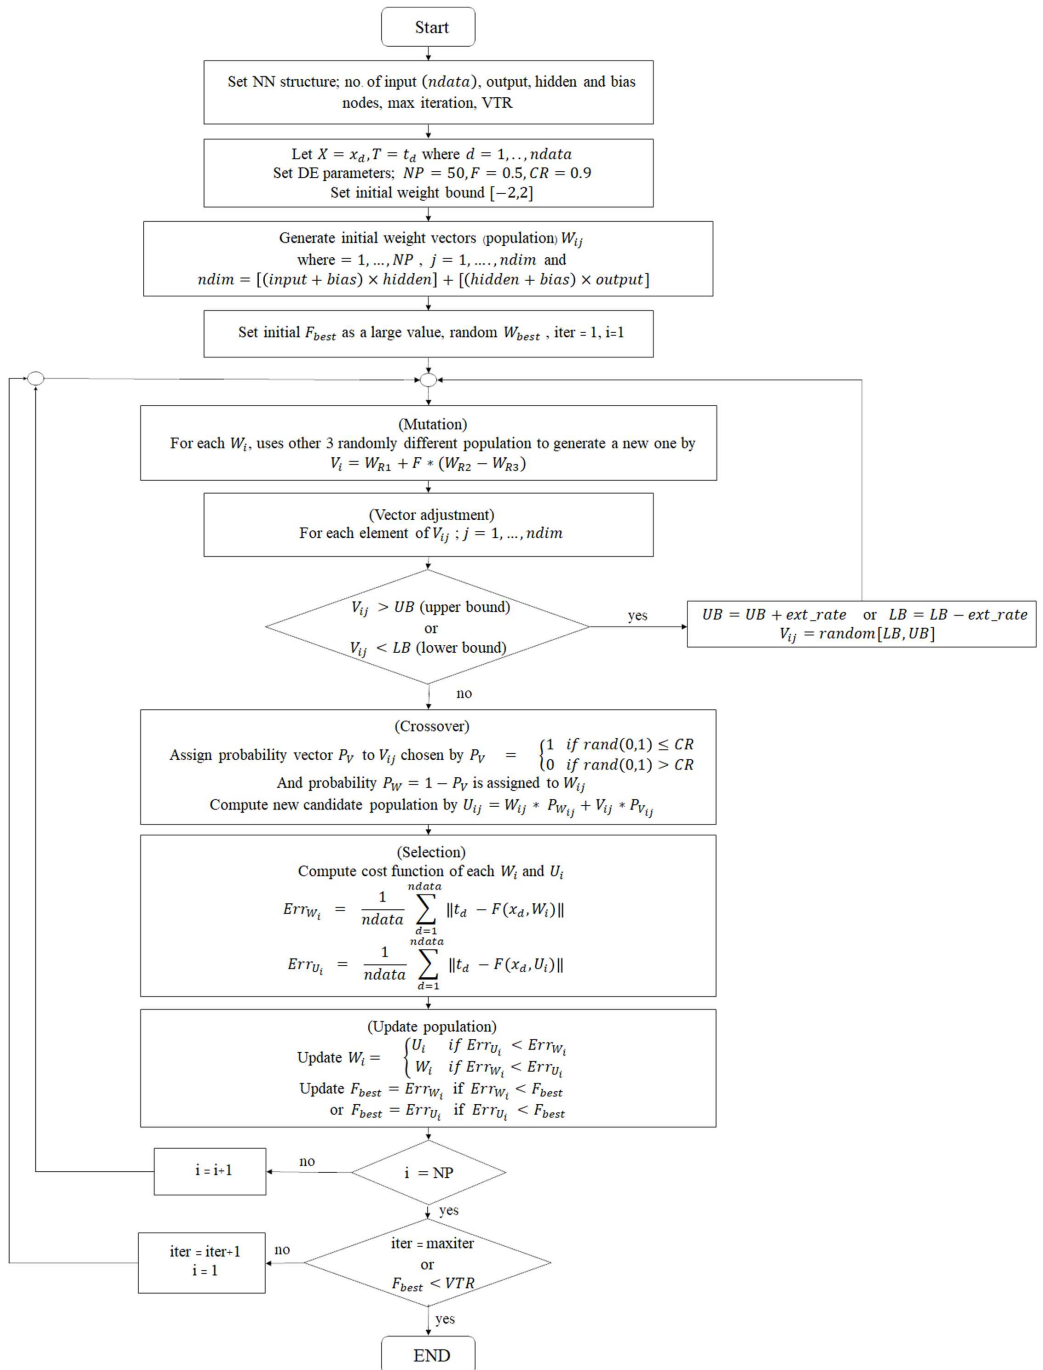 Start
Set NN structure; no. of input (ndata), output, hidden and bias
nodes, max iteration, VTR
Let X = x_d, T = t_d where d = 1,..,ndata
Set DE parameters; NP = 50, F = 0.5, CR = 0.9
Set initial weight bound [−2,2]
Generate initial weight vectors (population) W_ij
where = 1, ..., NP , j = 1, ...., ndim and
ndim = [(input + bias) × hidden] + [(hidden + bias) × output]
Set initial F_best as a large value, random W_best , iter = 1, i=1
(Mutation)
For each W_i, uses other 3 randomly different population to generate a new one by
V_i = W_R1 + F * (W_R2 − W_R3)
(Vector adjustment)
For each element of V_ij ; j = 1, ..., ndim
V_ij > UB (upper bound)
or
V_ij < LB (lower bound)
yes
UB = UB + ext_rate or LB = LB − ext_rate
V_ij = random[LB, UB]
no
(Crossover)
Assign probability vector P_V to V_ij chosen by P_V = { 1 if rand(0,1) ≤ CR
0 if rand(0,1) > CR
And probability P_W = 1 − P_V is assigned to W_ij
Compute new candidate population by U_ij = W_ij * P_W_ij + V_ij * P_V_ij
(Selection)
Compute cost function of each W_i and U_i
Err_W_i = 1/ndata ∑_{d=1}^{ndata} ‖t_d − F(x_d, W_i)‖
Err_U_i = 1/ndata ∑_{d=1}^{ndata} ‖t_d − F(x_d, U_i)‖
(Update population)
Update W_i = { U_i if Err_U_i < Err_W_i
W_i if Err_W_i < Err_U_i
Update F_best = Err_W_i if Err_W_i < F_best
or F_best = Err_U_i if Err_U_i < F_best
i = NP
no
i = i+1
yes
iter = maxiter
or
F_best < VTR
no
iter = iter+1
i = 1
yes
END